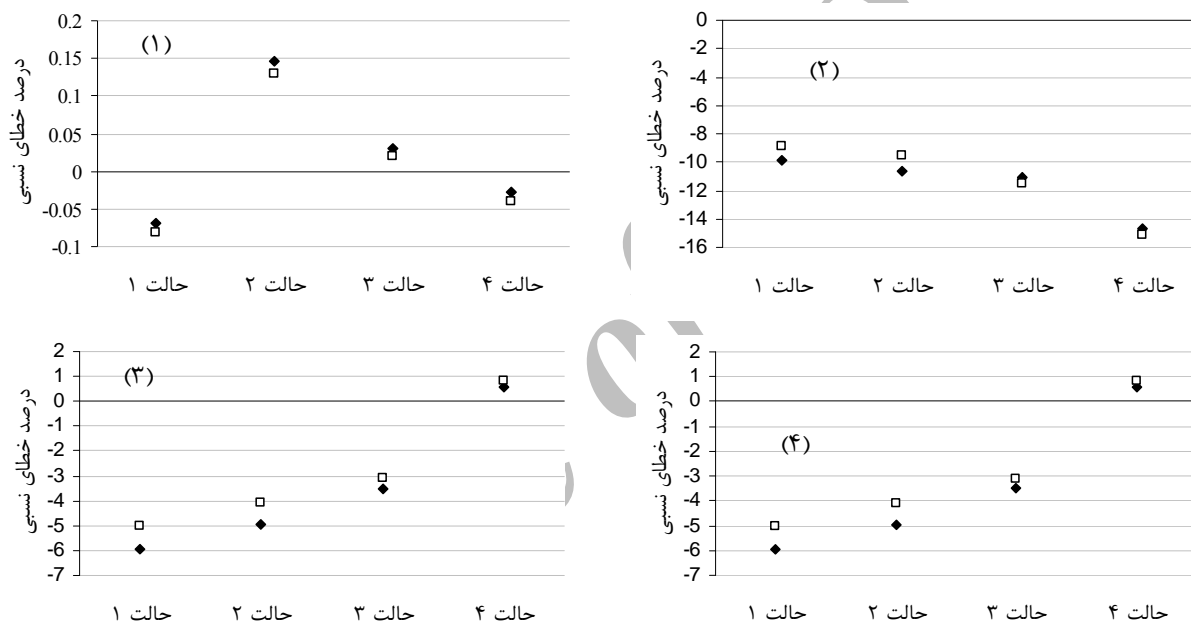 درصد خطای نسبی
(۱)
0.2
0.15
0.1
0.05
0
-0.05
-0.1
حالت ۱
حالت ۲
حالت ۳
حالت ۴
درصد خطای نسبی
(۲)
0
-2
-4
-6
-8
-10
-12
-14
-16
حالت ۱
حالت ۲
حالت ۳
حالت ۴
درصد خطای نسبی
(۳)
2
1
0
-1
-2
-3
-4
-5
-6
-7
حالت ۱
حالت ۲
حالت ۳
حالت ۴
درصد خطای نسبی
(۴)
2
1
0
-1
-2
-3
-4
-5
-6
-7
حالت ۱
حالت ۲
حالت ۳
حالت ۴